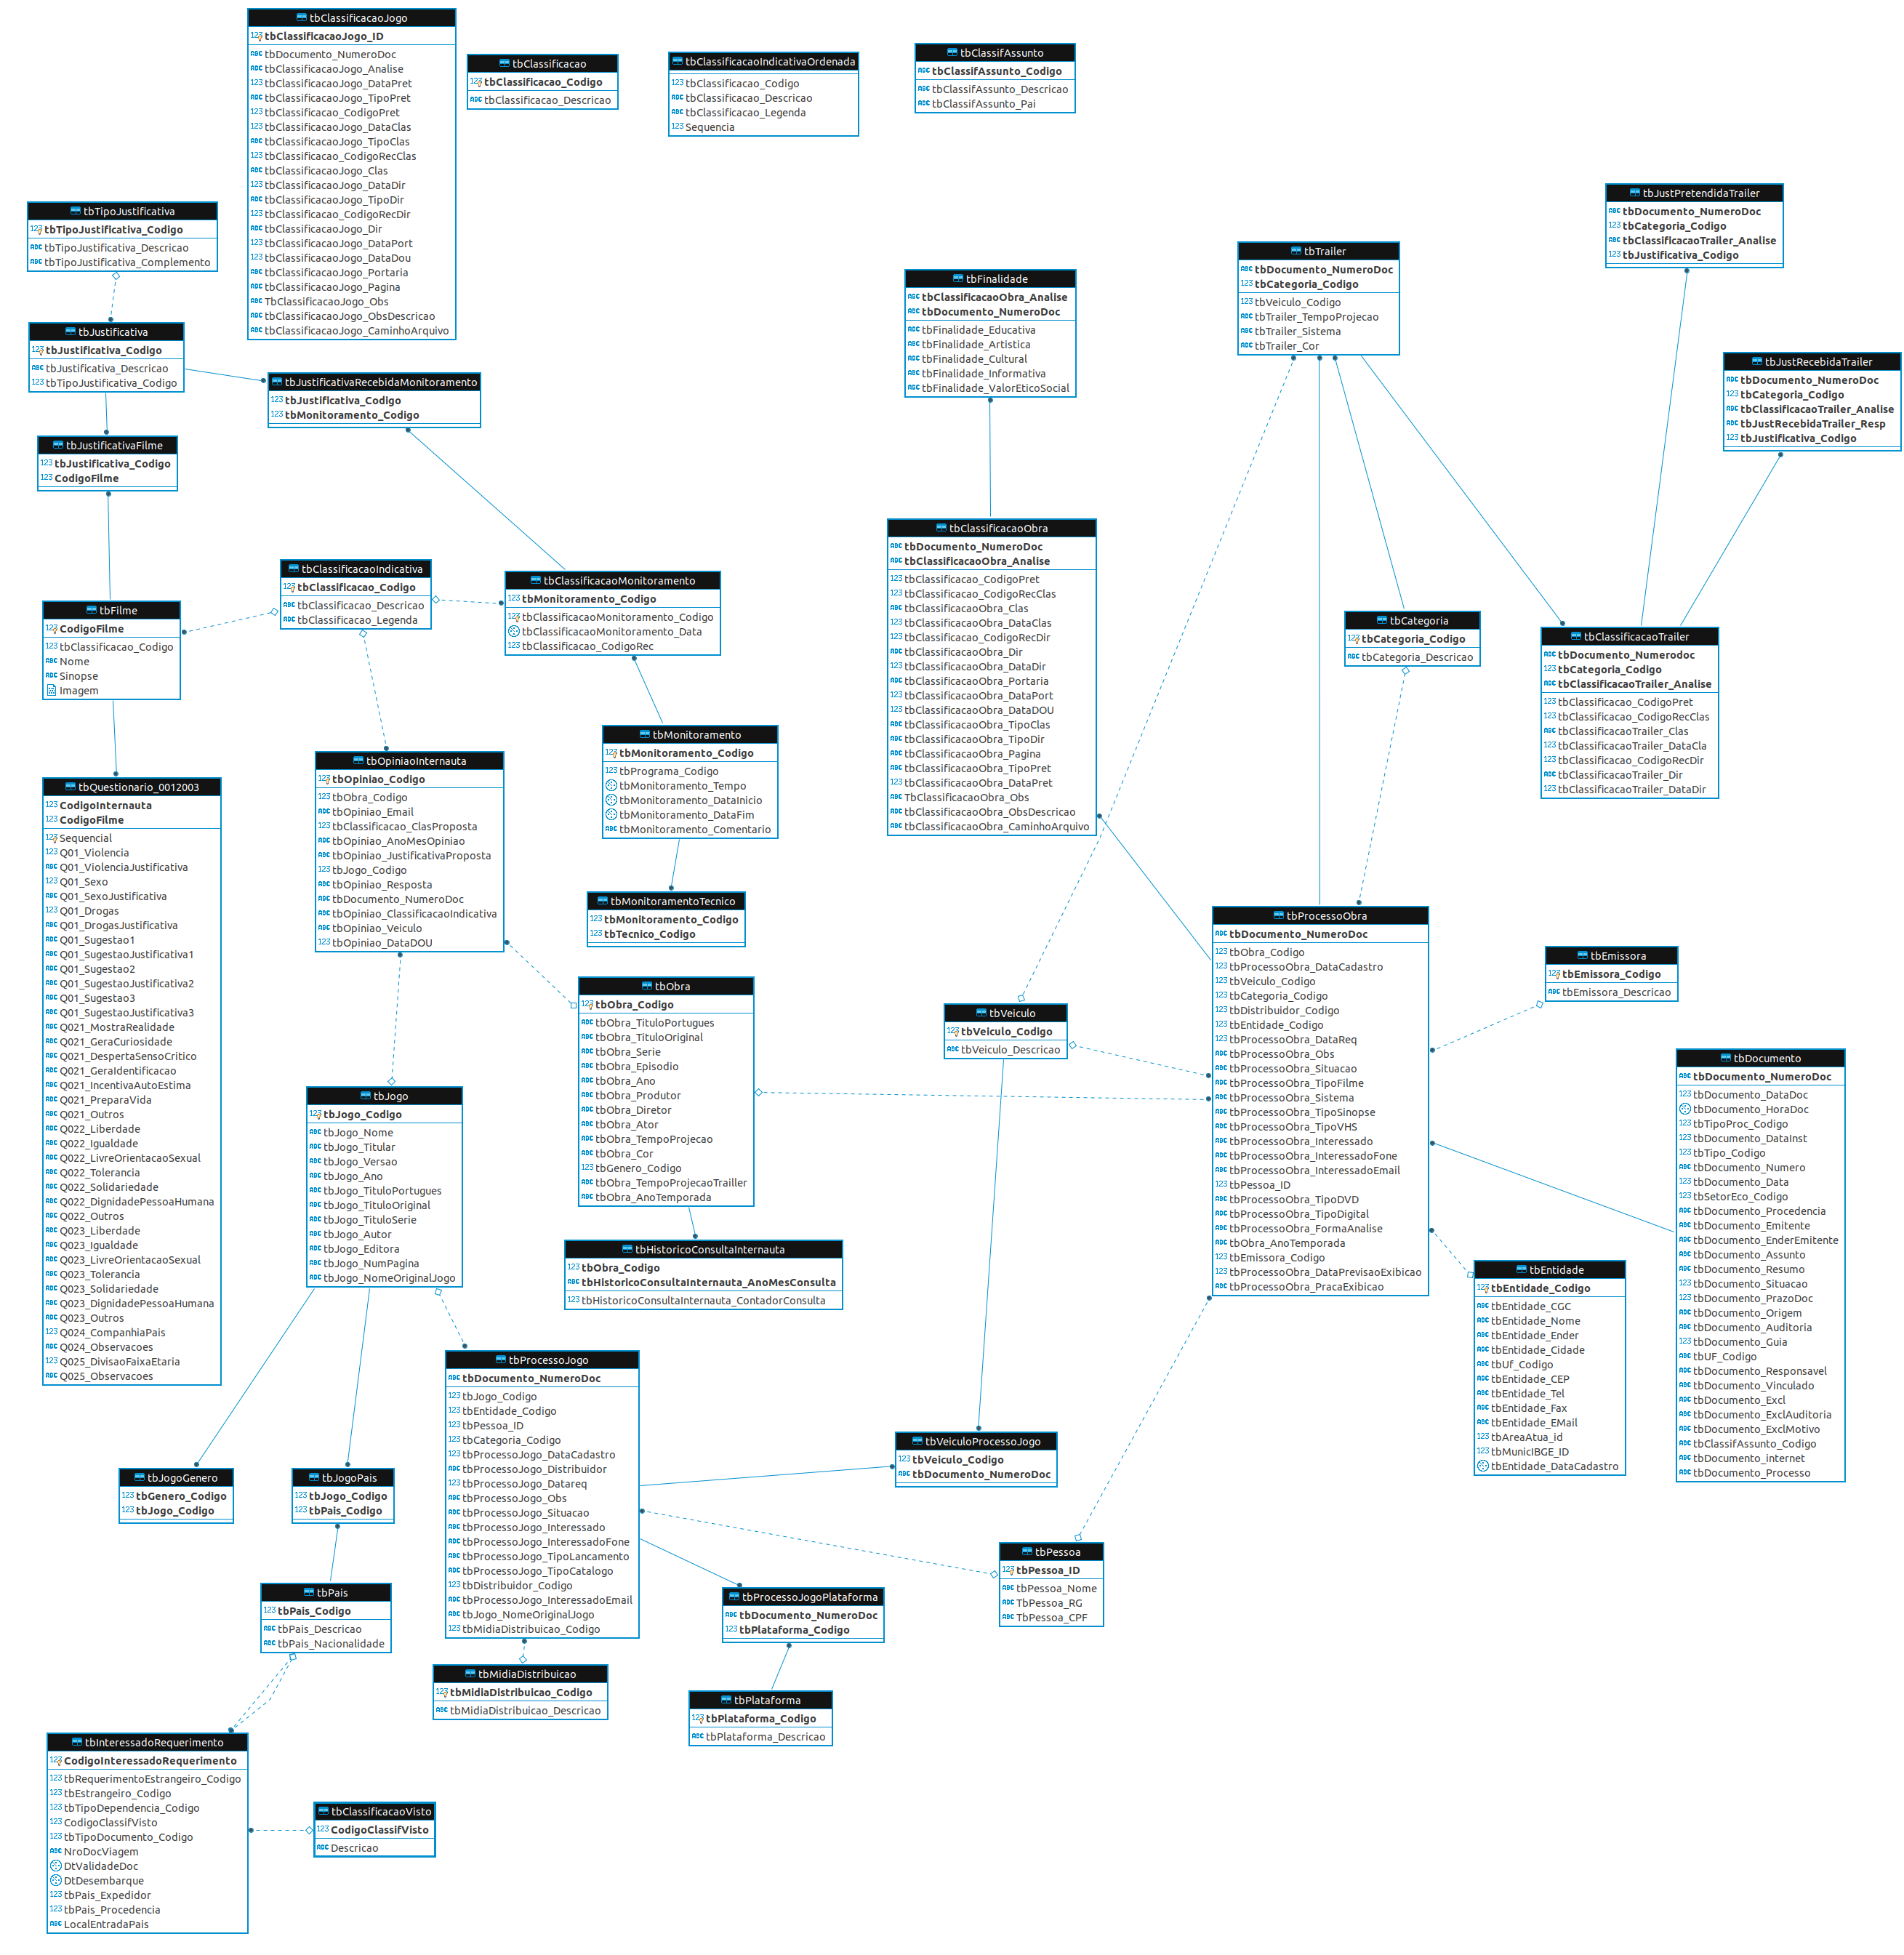 tbClassificacaoJogo
tbClassificacaoJogo_ID
tbDocumento_NumeroDoc
tbClassificacaoJogo_Analise
tbClassificacaoJogo_DataPret
tbClassificacaoJogo_TipoPret
tbClassificacao_CodigoPret
tbClassificacaoJogo_DataClas
tbClassificacaoJogo_TipoClas
tbClassificacao_CodigoRecClas
tbClassificacaoJogo_Clas
tbClassificacaoJogo_DataDir
tbClassificacaoJogo_TipoDir
tbClassificacao_CodigoRecDir
tbClassificacaoJogo_Dir
tbClassificacaoJogo_DataPort
tbClassificacaoJogo_DataDou
tbClassificacaoJogo_Portaria
tbClassificacaoJogo_Pagina
TbClassificacaoJogo_Obs
tbClassificacaoJogo_ObsDescricao
tbClassificacaoJogo_CaminhoArquivo
tbClassificacao
tbClassificacao_Codigo
tbClassificacao_Descricao
tbClassificacaoIndicativaOrdenada
tbClassificacao_Codigo
tbClassificacao_Descricao
tbClassificacao_Legenda
Sequencia
tbClassifAssunto
tbClassifAssunto_Codigo
tbClassifAssunto_Descricao
tbClassifAssunto_Pai
tbTipoJustificativa
tbTipoJustificativa_Codigo
tbTipoJustificativa_Descricao
tbTipoJustificativa_Complemento
tbJustPretendidaTrailer
tbDocumento_NumeroDoc
tbCategoria_Codigo
tbClassificacaoTrailer_Analise
tbJustificativa_Codigo
tbTrailer
tbDocumento_NumeroDoc
tbCategoria_Codigo
tbVeiculo_Codigo
tbTrailer_TempoProjecao
tbTrailer_Sistema
tbTrailer_Cor
tbFinalidade
tbClassificacaoObra_Analise
tbDocumento_NumeroDoc
tbFinalidade_Educativa
tbFinalidade_Artistica
tbFinalidade_Cultural
tbFinalidade_Informativa
tbFinalidade_ValorEticoSocial
tbJustificativa
tbJustificativa_Codigo
tbJustificativa_Descricao
tbTipoJustificativa_Codigo
tbJustRecebidaTrailer
tbDocumento_NumeroDoc
tbCategoria_Codigo
tbClassificacaoTrailer_Analise
tbJustRecebidaTrailer_Resp
tbJustificativa_Codigo
tbJustificativaRecebidaMonitoramento
tbJustificativa_Codigo
tbMonitoramento_Codigo
tbJustificativaFilme
tbJustificativa_Codigo
CodigoFilme
tbClassificacaoObra
tbDocumento_NumeroDoc
tbClassificacaoObra_Analise
tbClassificacao_CodigoPret
tbClassificacao_CodigoRecClas
tbClassificacaoObra_Clas
tbClassificacaoObra_DataClas
tbClassificacao_CodigoRecDir
tbClassificacaoObra_Dir
tbClassificacaoObra_DataDir
tbClassificacaoObra_Portaria
tbClassificacaoObra_DataPort
tbClassificacaoObra_DataDOU
tbClassificacaoObra_TipoClas
tbClassificacaoObra_TipoDir
tbClassificacaoObra_Pagina
tbClassificacaoObra_TipoPret
tbClassificacaoObra_DataPret
TbClassificacaoObra_Obs
tbClassificacaoObra_ObsDescricao
tbClassificacaoObra_CaminhoArquivo
tbClassificacaoIndicativa
tbClassificacao_Codigo
tbClassificacao_Descricao
tbClassificacao_Legenda
tbClassificacaoMonitoramento
tbMonitoramento_Codigo
tbClassificacaoMonitoramento_Codigo
tbClassificacaoMonitoramento_Data
tbClassificacao_CodigoRec
tbFilme
CodigoFilme
tbClassificacao_Codigo
Nome
Sinopse
Imagem
tbCategoria
tbCategoria_Codigo
tbCategoria_Descricao
tbClassificacaoTrailer
tbDocumento_Numerodoc
tbCategoria_Codigo
tbClassificacaoTrailer_Analise
tbClassificacao_CodigoPret
tbClassificacao_CodigoRecClas
tbClassificacaoTrailer_Clas
tbClassificacaoTrailer_DataCla
tbClassificacao_CodigoRecDir
tbClassificacaoTrailer_Dir
tbClassificacaoTrailer_DataDir
tbMonitoramento
tbMonitoramento_Codigo
tbPrograma_Codigo
tbMonitoramento_Tempo
tbMonitoramento_DataInicio
tbMonitoramento_DataFim
tbMonitoramento_Comentario
tbOpiniaoInternauta
tbOpiniao_Codigo
tbObra_Codigo
tbOpiniao_Email
tbClassificacao_ClasProposta
tbOpiniao_AnoMesOpiniao
tbOpiniao_JustificativaProposta
tbJogo_Codigo
tbOpiniao_Resposta
tbDocumento_NumeroDoc
tbOpiniao_ClassificacaoIndicativa
tbOpiniao_Veiculo
tbOpiniao_DataDOU
tbQuestionario_0012003
CodigoInternauta
CodigoFilme
Sequencial
Q01_Violencia
Q01_ViolenciaJustificativa
Q01_Sexo
Q01_SexoJustificativa
Q01_Drogas
Q01_DrogasJustificativa
Q01_Sugestao1
Q01_SugestaoJustificativa1
Q01_Sugestao2
Q01_SugestaoJustificativa2
Q01_Sugestao3
Q01_SugestaoJustificativa3
Q021_MostraRealidade
Q021_GeraCuriosidade
Q021_DespertaSensoCritico
Q021_GeraIdentificacao
Q021_IncentivaAutoEstima
Q021_PreparaVida
Q021_Outros
Q022_Liberdade
Q022_Igualdade
Q022_LivreOrientacaoSexual
Q022_Tolerancia
Q022_Solidariedade
Q022_DignidadePessoaHumana
Q022_Outros
Q023_Liberdade
Q023_Igualdade
Q023_LivreOrientacaoSexual
Q023_Tolerancia
Q023_Solidariedade
Q023_DignidadePessoaHumana
Q023_Outros
Q024_CompanhiaPais
Q024_Observacoes
Q025_DivisaoFaixaEtaria
Q025_Observacoes
tbMonitoramentoTecnico
tbMonitoramento_Codigo
tbTecnico_Codigo
tbProcessoObra
tbDocumento_NumeroDoc
tbObra_Codigo
tbProcessoObra_DataCadastro
tbVeiculo_Codigo
tbCategoria_Codigo
tbDistribuidor_Codigo
tbEntidade_Codigo
tbProcessoObra_DataReq
tbProcessoObra_Obs
tbProcessoObra_Situacao
tbProcessoObra_TipoFilme
tbProcessoObra_Sistema
tbProcessoObra_TipoSinopse
tbProcessoObra_TipoVHS
tbProcessoObra_Interessado
tbProcessoObra_InteressadoFone
tbProcessoObra_InteressadoEmail
tbPessoa_ID
tbProcessoObra_TipoDVD
tbProcessoObra_TipoDigital
tbProcessoObra_FormaAnalise
tbObra_AnoTemporada
tbEmissora_Codigo
tbProcessoObra_DataPrevisaoExibicao
tbProcessoObra_PracaExibicao
tbEmissora
tbEmissora_Codigo
tbEmissora_Descricao
tbObra
tbObra_Codigo
tbObra_TituloPortugues
tbObra_TituloOriginal
tbObra_Serie
tbObra_Episodio
tbObra_Ano
tbObra_Produtor
tbObra_Diretor
tbObra_Ator
tbObra_TempoProjecao
tbObra_Cor
tbGenero_Codigo
tbObra_TempoProjecaoTrailler
tbObra_AnoTemporada
tbVeiculo
tbVeiculo_Codigo
tbVeiculo_Descricao
tbDocumento
tbDocumento_NumeroDoc
tbDocumento_DataDoc
tbDocumento_HoraDoc
tbTipoProc_Codigo
tbDocumento_DataInst
tbTipo_Codigo
tbDocumento_Numero
tbDocumento_Data
tbSetorEco_Codigo
tbDocumento_Procedencia
tbDocumento_Emitente
tbDocumento_EnderEmitente
tbDocumento_Assunto
tbDocumento_Resumo
tbDocumento_Situacao
tbDocumento_PrazoDoc
tbDocumento_Origem
tbDocumento_Auditoria
tbDocumento_Guia
tbUF_Codigo
tbDocumento_Responsavel
tbDocumento_Vinculado
tbDocumento_Excl
tbDocumento_ExclAuditoria
tbDocumento_ExclMotivo
tbClassifAssunto_Codigo
tbDocumento_internet
tbDocumento_Processo
tbJogo
tbJogo_Codigo
tbJogo_Nome
tbJogo_Titular
tbJogo_Versao
tbJogo_Ano
tbJogo_TituloPortugues
tbJogo_TituloOriginal
tbJogo_TituloSerie
tbJogo_Autor
tbJogo_Editora
tbJogo_NumPagina
tbJogo_NomeOriginalJogo
tbHistoricoConsultaInternauta
tbObra_Codigo
tbHistoricoConsultaInternauta_AnoMesConsulta
tbHistoricoConsultaInternauta_ContadorConsulta
tbEntidade
tbEntidade_Codigo
tbEntidade_CGC
tbEntidade_Nome
tbEntidade_Ender
tbEntidade_Cidade
tbUf_Codigo
tbEntidade_CEP
tbEntidade_Tel
tbEntidade_Fax
tbEntidade_EMail
tbAreaAtua_id
tbMunicIBGE_ID
tbEntidade_DataCadastro
tbProcessoJogo
tbDocumento_NumeroDoc
tbJogo_Codigo
tbEntidade_Codigo
tbPessoa_ID
tbCategoria_Codigo
tbProcessoJogo_DataCadastro
tbProcessoJogo_Distribuidor
tbProcessoJogo_Datareq
tbProcessoJogo_Obs
tbProcessoJogo_Situacao
tbProcessoJogo_Interessado
tbProcessoJogo_InteressadoFone
tbProcessoJogo_TipoLancamento
tbProcessoJogo_TipoCatalogo
tbDistribuidor_Codigo
tbProcessoJogo_InteressadoEmail
tbJogo_NomeOriginalJogo
tbMidiaDistribuicao_Codigo
tbVeiculoProcessoJogo
tbVeiculo_Codigo
tbDocumento_NumeroDoc
tbJogoGenero
tbGenero_Codigo
tbJogo_Codigo
tbJogoPais
tbJogo_Codigo
tbPais_Codigo
tbPessoa
tbPessoa_ID
tbPessoa_Nome
TbPessoa_RG
TbPessoa_CPF
tbPais
tbPais_Codigo
tbPais_Descricao
tbPais_Nacionalidade
tbProcessoJogoPlataforma
tbDocumento_NumeroDoc
tbPlataforma_Codigo
tbMidiaDistribuicao
tbMidiaDistribuicao_Codigo
tbMidiaDistribuicao_Descricao
tbPlataforma
tbPlataforma_Codigo
tbPlataforma_Descricao
tbInteressadoRequerimento
CodigoInteressadoRequerimento
tbRequerimentoEstrangeiro_Codigo
tbEstrangeiro_Codigo
tbTipoDependencia_Codigo
CodigoClassifVisto
tbTipoDocumento_Codigo
NroDocViagem
DtValidadeDoc
DtDesembarque
tbPais_Expedidor
tbPais_Procedencia
LocalEntradaPais
tbClassificacaoVisto
CodigoClassifVisto
Descricao